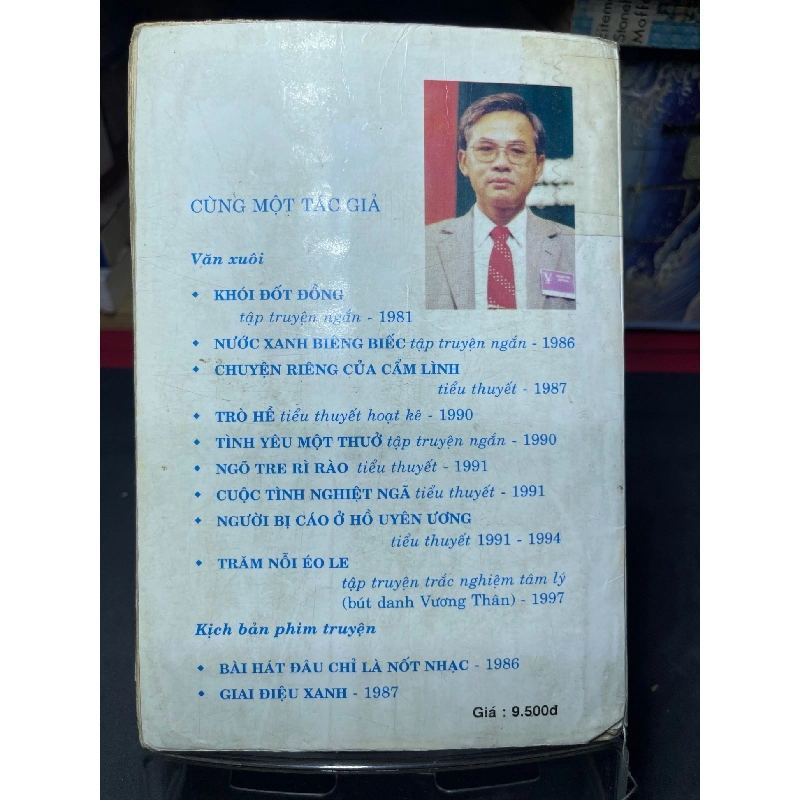 Sitem
Stone
Moff
CÙNG MỘT TÁC GIẢ
Văn xuôi
KHÓI ĐỐT ĐỒNG
tập truyện ngắn - 1981
NƯỚC XANH BIÊNG BIẾC tập truyện ngắn - 1986
CHUYỆN RIÊNG CỦA CẨM LÌNH
tiểu thuyết - 1987
TRÒ HỀ tiểu thuyết hoạt kê - 1990
TÌNH YÊU MỘT THUỞ tập truyện ngắn - 1990
NGÕ TRE RÌ RÀO tiểu thuyết - 1991
CUỘC TÌNH NGHIỆT NGÃ tiểu thuyết - 1991
NGƯỜI BỊ CÁO Ở HỒ UYÊN ƯƠNG
tiểu thuyết 1991 - 1994
TRĂM NỖI ÉO LE
tập truyện trắc nghiệm tâm lý
(bút danh Vương Thân) - 1997
Kịch bản phim truyện
BÀI HÁT ĐÂU CHỈ LÀ NỐT NHẠC - 1986
GIAI ĐIỆU XANH - 1987
Giá : 9.500đ